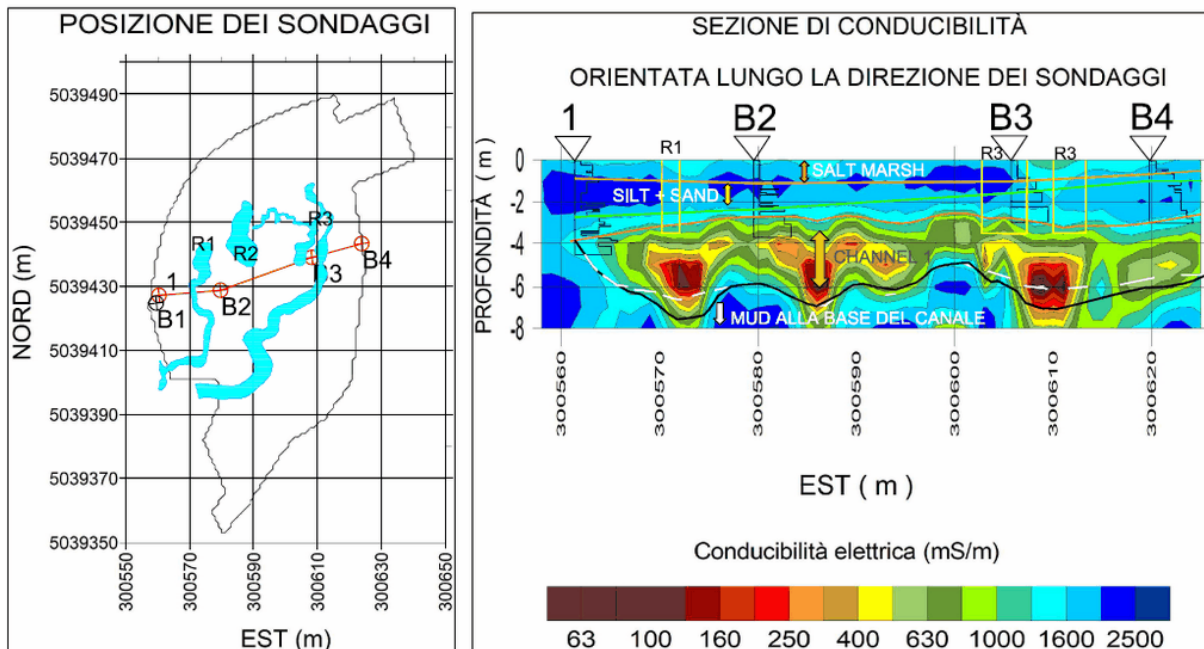 POSIZIONE DEI SONDAGGI
5039490
5039470
5039450
5039430
5039410
5039390
5039370
5039350
NORD (m)
R1
R2
R3
1
B1
B2
B4
300550
300570
300590
300610
300630
300650
EST (m)
SEZIONE DI CONDUCIBILITÀ
ORIENTATA LUNGO LA DIREZIONE DEI SONDAGGI
1
B2
B3
B4
R1
R3
R3
PROFONDITÀ ( m )
0
-2
-4
-6
-8
SALT MARSH
SILT + SAND
CHANNEL 1
MUD ALLA BASE DEL CANALE
300560
300570
300580
300590
300600
300610
300620
EST ( m )
Conducibilità elettrica (mS/m)
63 100 160 250 400 630 1000 1600 2500